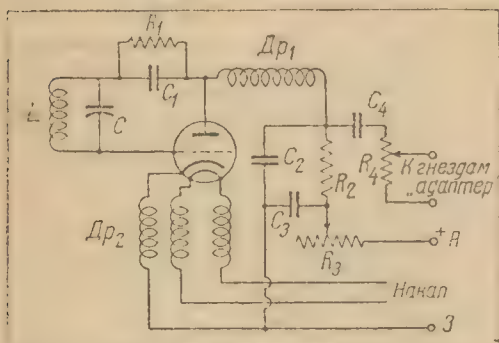 R1
Др1
L
C
C1
C4
C2
R2
R4
К гнездам
„адаптер
C3
Др2
R3
+А
Накал
З